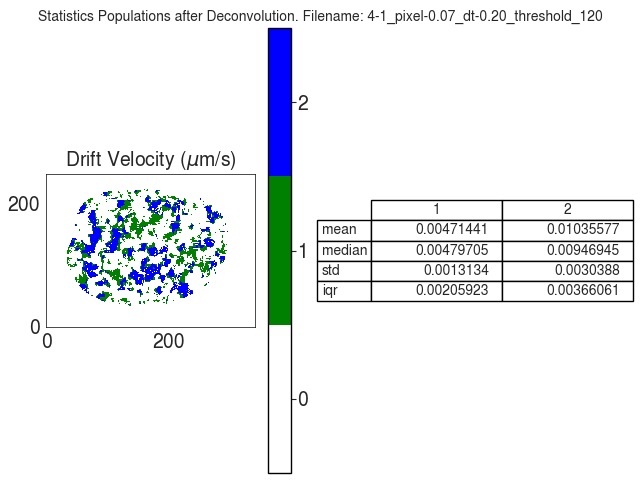 Statistics Populations after Deconvolution. Filename: 4-1_pixel-0.07_dt-0.20_threshold_120
Drift Velocity (μm/s)
200
0
0 200
2
1
0
1 2
mean 0.00471441 0.01035577
median 0.00479705 0.00946945
std 0.0013134 0.0030388
iqr 0.00205923 0.00366061